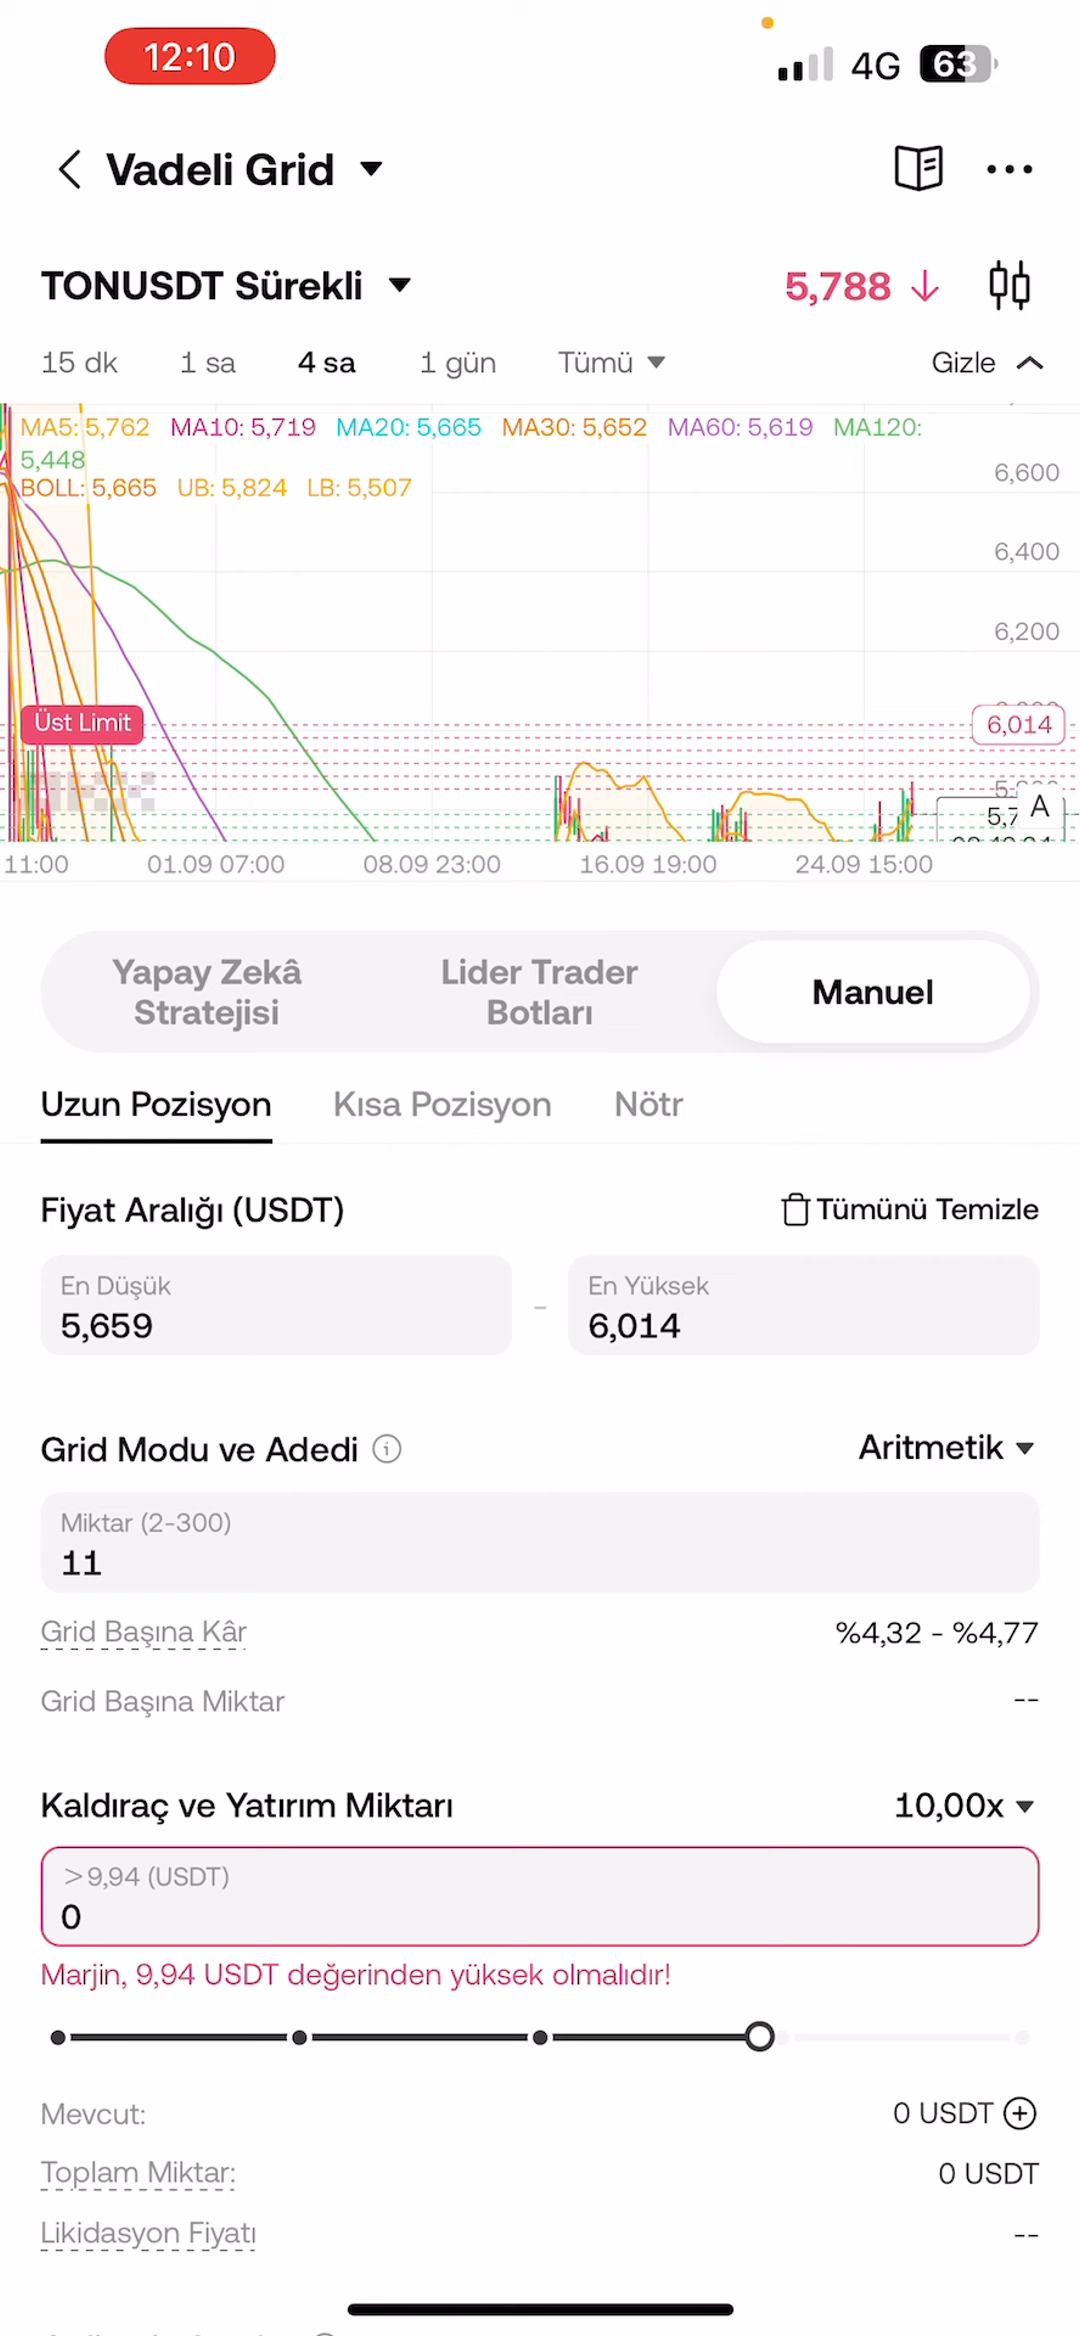 12:10
4G 63
Vadeli Grid
TONUSDT Sürekli
5,788
15 dk 1 sa 4 sa 1 gün Tümü Gizle
MA5: 5,762 MA10: 5,719 MA20: 5,665 MA30: 5,652 MA60: 5,619 MA120:
5,448
BOLL: 5,665 UB: 5,824 LB: 5,507
6,600
6,400
6,200
Üst Limit
6,014
5,7 A
11:00 01.09 07:00 08.09 23:00 16.09 19:00 24.09 15:00
Yapay Zekâ
Stratejisi
Lider Trader
Botları
Manuel
Uzun Pozisyon Kısa Pozisyon Nötr
Fiyat Aralığı (USDT) Tümünü Temizle
En Düşük
5,659
-
En Yüksek
6,014
Grid Modu ve Adedi Aritmetik
Miktar (2-300)
11
Grid Başına Kâr %4,32 - %4,77
Grid Başına Miktar --
Kaldıraç ve Yatırım Miktarı 10,00x
>9,94 (USDT)
0
Marjin, 9,94 USDT değerinden yüksek olmalıdır!
Mevcut: 0 USDT
Toplam Miktar: 0 USDT
Likidasyon Fiyatı --